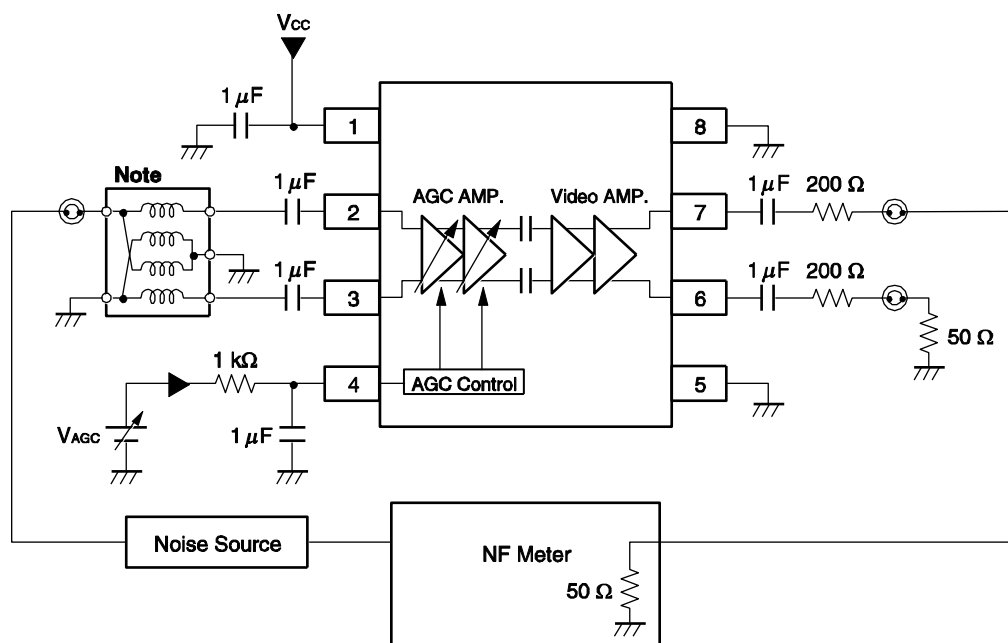 VCC
1 μF
1
8
Note
1 μF
2
AGC AMP.
Video AMP.
7
1 μF
200 Ω
1 μF
3
6
1 μF
200 Ω
50 Ω
1 kΩ
4
AGC Control
5
VAGC
1 μF
Noise Source
NF Meter
50 Ω